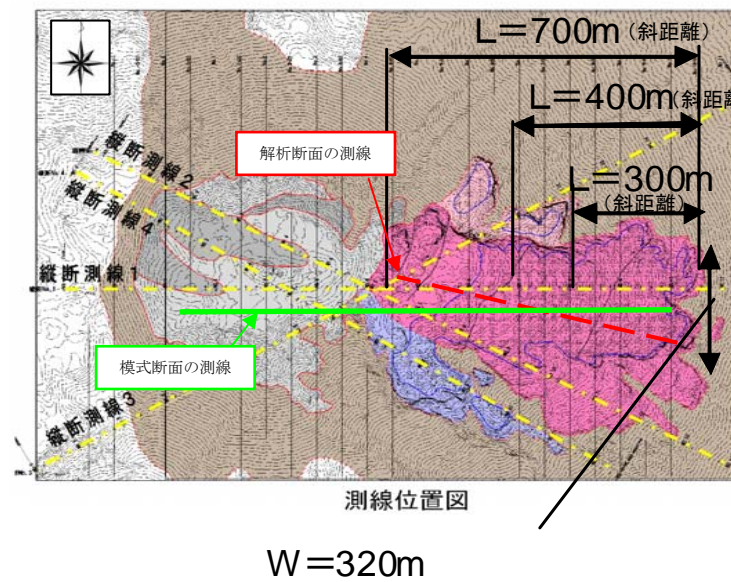 L＝700m (斜距離)
L＝400m(斜距離
L＝300m
(斜距離)
解析断面の測線
縦断測線2
縦断測線4
縦断測線1
模式断面の測線
縦断測線3
測線位置図
W＝320m